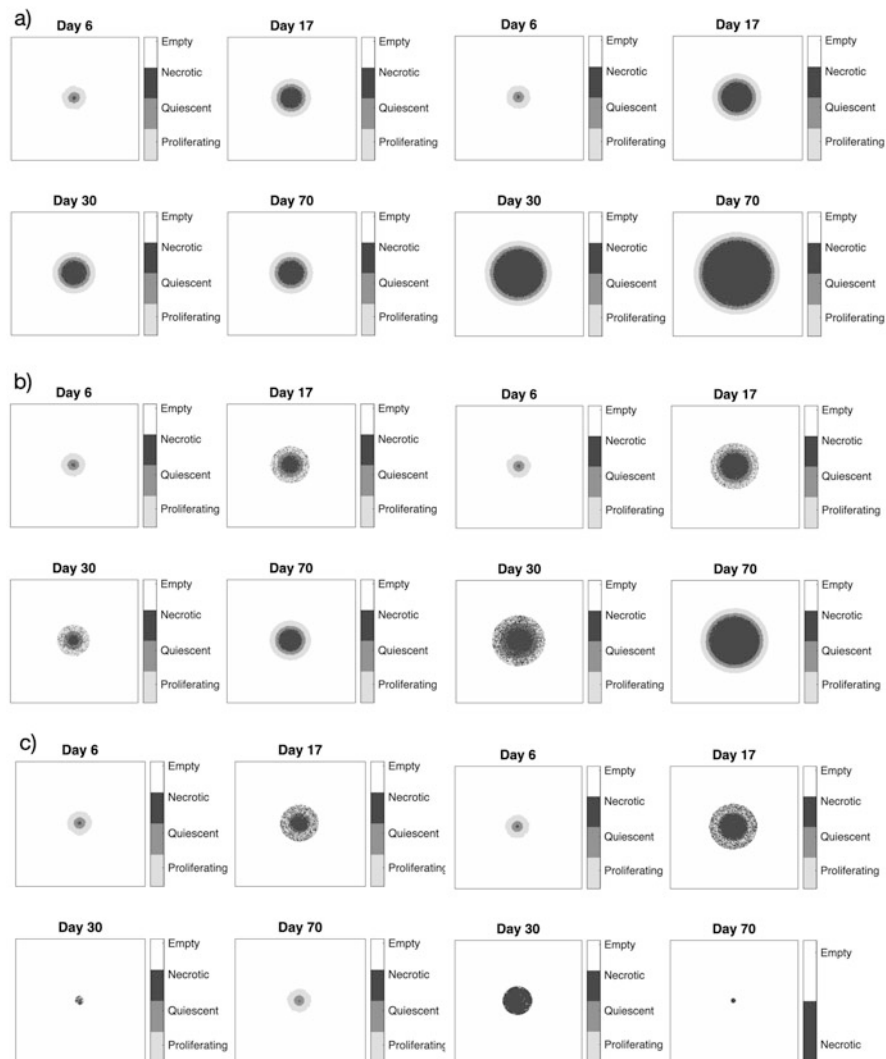 a)
Day 6
Empty
Necrotic
Quiescent
Proliferating
Day 17
Empty
Necrotic
Quiescent
Proliferating
Day 6
Empty
Necrotic
Quiescent
Proliferating
Day 17
Empty
Necrotic
Quiescent
Proliferating
Day 30
Empty
Necrotic
Quiescent
Proliferating
Day 70
Empty
Necrotic
Quiescent
Proliferating
Day 30
Empty
Necrotic
Quiescent
Proliferating
Day 70
Empty
Necrotic
Quiescent
Proliferating
b)
Day 6
Empty
Necrotic
Quiescent
Proliferating
Day 17
Empty
Necrotic
Quiescent
Proliferating
Day 6
Empty
Necrotic
Quiescent
Proliferating
Day 17
Empty
Necrotic
Quiescent
Proliferating
Day 30
Empty
Necrotic
Quiescent
Proliferating
Day 70
Empty
Necrotic
Quiescent
Proliferating
Day 30
Empty
Necrotic
Quiescent
Proliferating
Day 70
Empty
Necrotic
Quiescent
Proliferating
c)
Day 6
Empty
Necrotic
Quiescent
Proliferating
Day 17
Empty
Necrotic
Quiescent
Proliferating
Day 6
Empty
Necrotic
Quiescent
Proliferating
Day 17
Empty
Necrotic
Quiescent
Proliferating
Day 30
Empty
Necrotic
Quiescent
Proliferating
Day 70
Empty
Necrotic
Quiescent
Proliferating
Day 30
Empty
Necrotic
Quiescent
Proliferating
Day 70
Empty
Necrotic